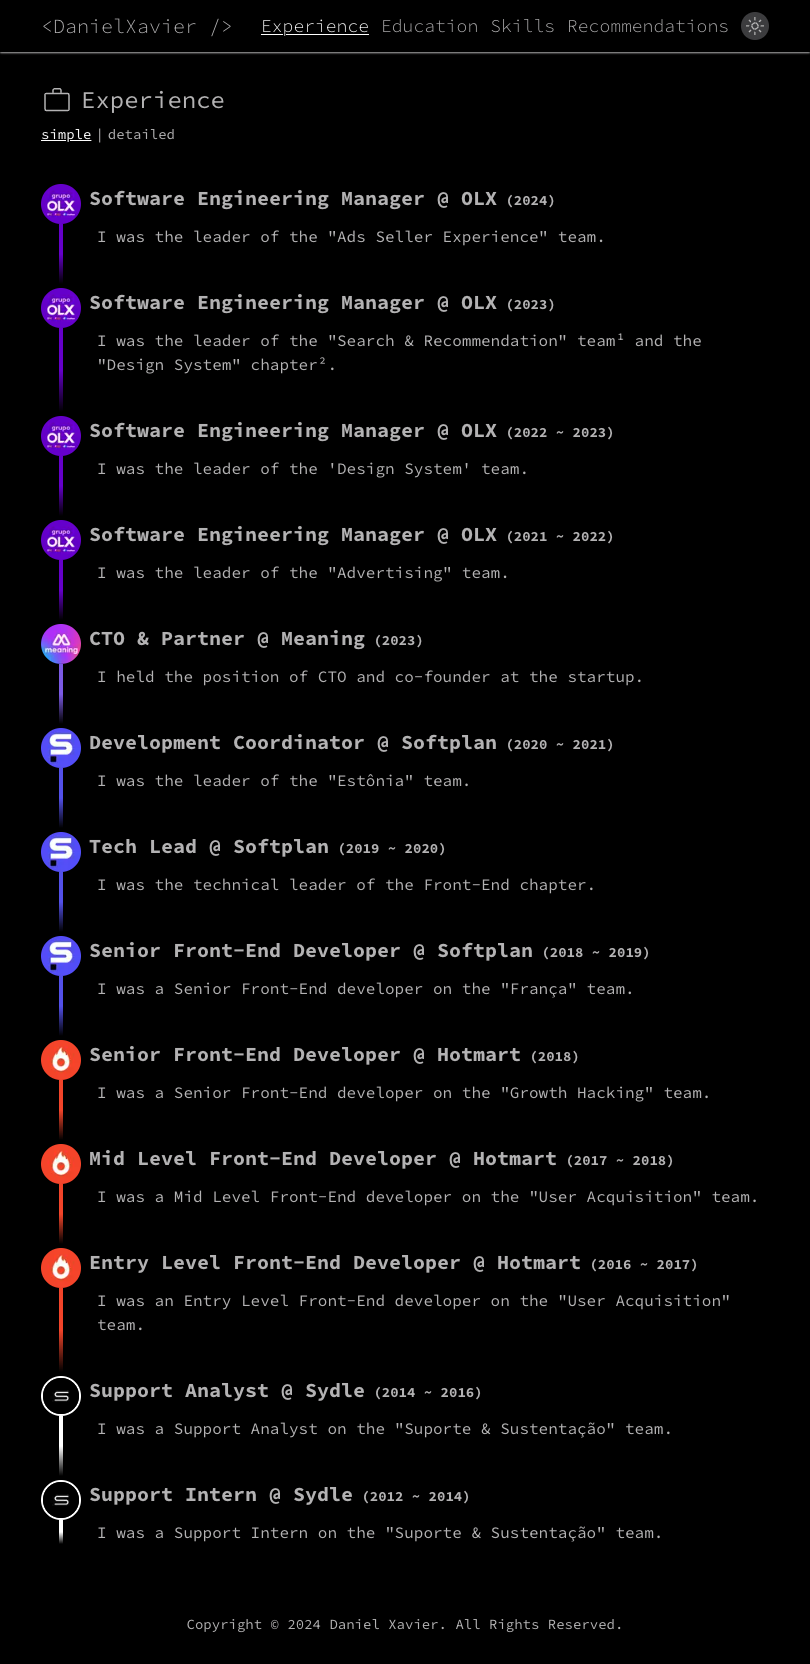 <DanielXavier /> Experience Education Skills Recommendations
Experience
simple | detailed
grupo
OLX
Software Engineering Manager @ OLX (2024)
I was the leader of the "Ads Seller Experience" team.
grupo
OLX
Software Engineering Manager @ OLX (2023)
I was the leader of the "Search & Recommendation" team¹ and the
"Design System" chapter².
grupo
OLX
Software Engineering Manager @ OLX (2022 ~ 2023)
I was the leader of the 'Design System' team.
grupo
OLX
Software Engineering Manager @ OLX (2021 ~ 2022)
I was the leader of the "Advertising" team.
meaning
CTO & Partner @ Meaning (2023)
I held the position of CTO and co-founder at the startup.
Development Coordinator @ Softplan (2020 ~ 2021)
I was the leader of the "Estônia" team.
Tech Lead @ Softplan (2019 ~ 2020)
I was the technical leader of the Front-End chapter.
Senior Front-End Developer @ Softplan (2018 ~ 2019)
I was a Senior Front-End developer on the "França" team.
Senior Front-End Developer @ Hotmart (2018)
I was a Senior Front-End developer on the "Growth Hacking" team.
Mid Level Front-End Developer @ Hotmart (2017 ~ 2018)
I was a Mid Level Front-End developer on the "User Acquisition" team.
Entry Level Front-End Developer @ Hotmart (2016 ~ 2017)
I was an Entry Level Front-End developer on the "User Acquisition"
team.
Support Analyst @ Sydle (2014 ~ 2016)
I was a Support Analyst on the "Suporte & Sustentação" team.
Support Intern @ Sydle (2012 ~ 2014)
I was a Support Intern on the "Suporte & Sustentação" team.
Copyright © 2024 Daniel Xavier. All Rights Reserved.